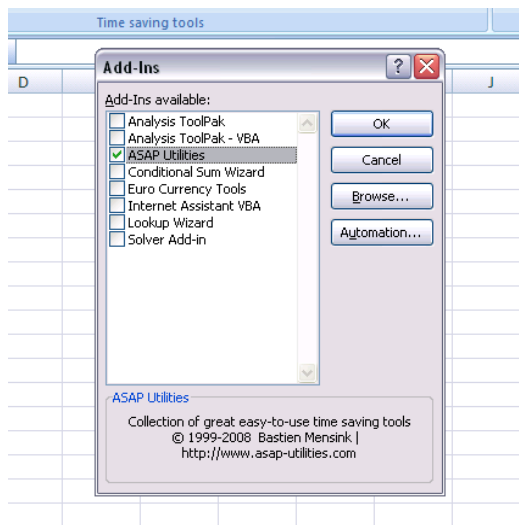 Time saving tools
Add-Ins
?
X
D
J
Add-Ins available:
Analysis ToolPak
Analysis ToolPak - VBA
ASAP Utilities
Conditional Sum Wizard
Euro Currency Tools
Internet Assistant VBA
Lookup Wizard
Solver Add-in
OK
Cancel
Browse...
Automation...
ASAP Utilities
Collection of great easy-to-use time saving tools
© 1999-2008 Bastien Mensink |
http://www.asap-utilities.com